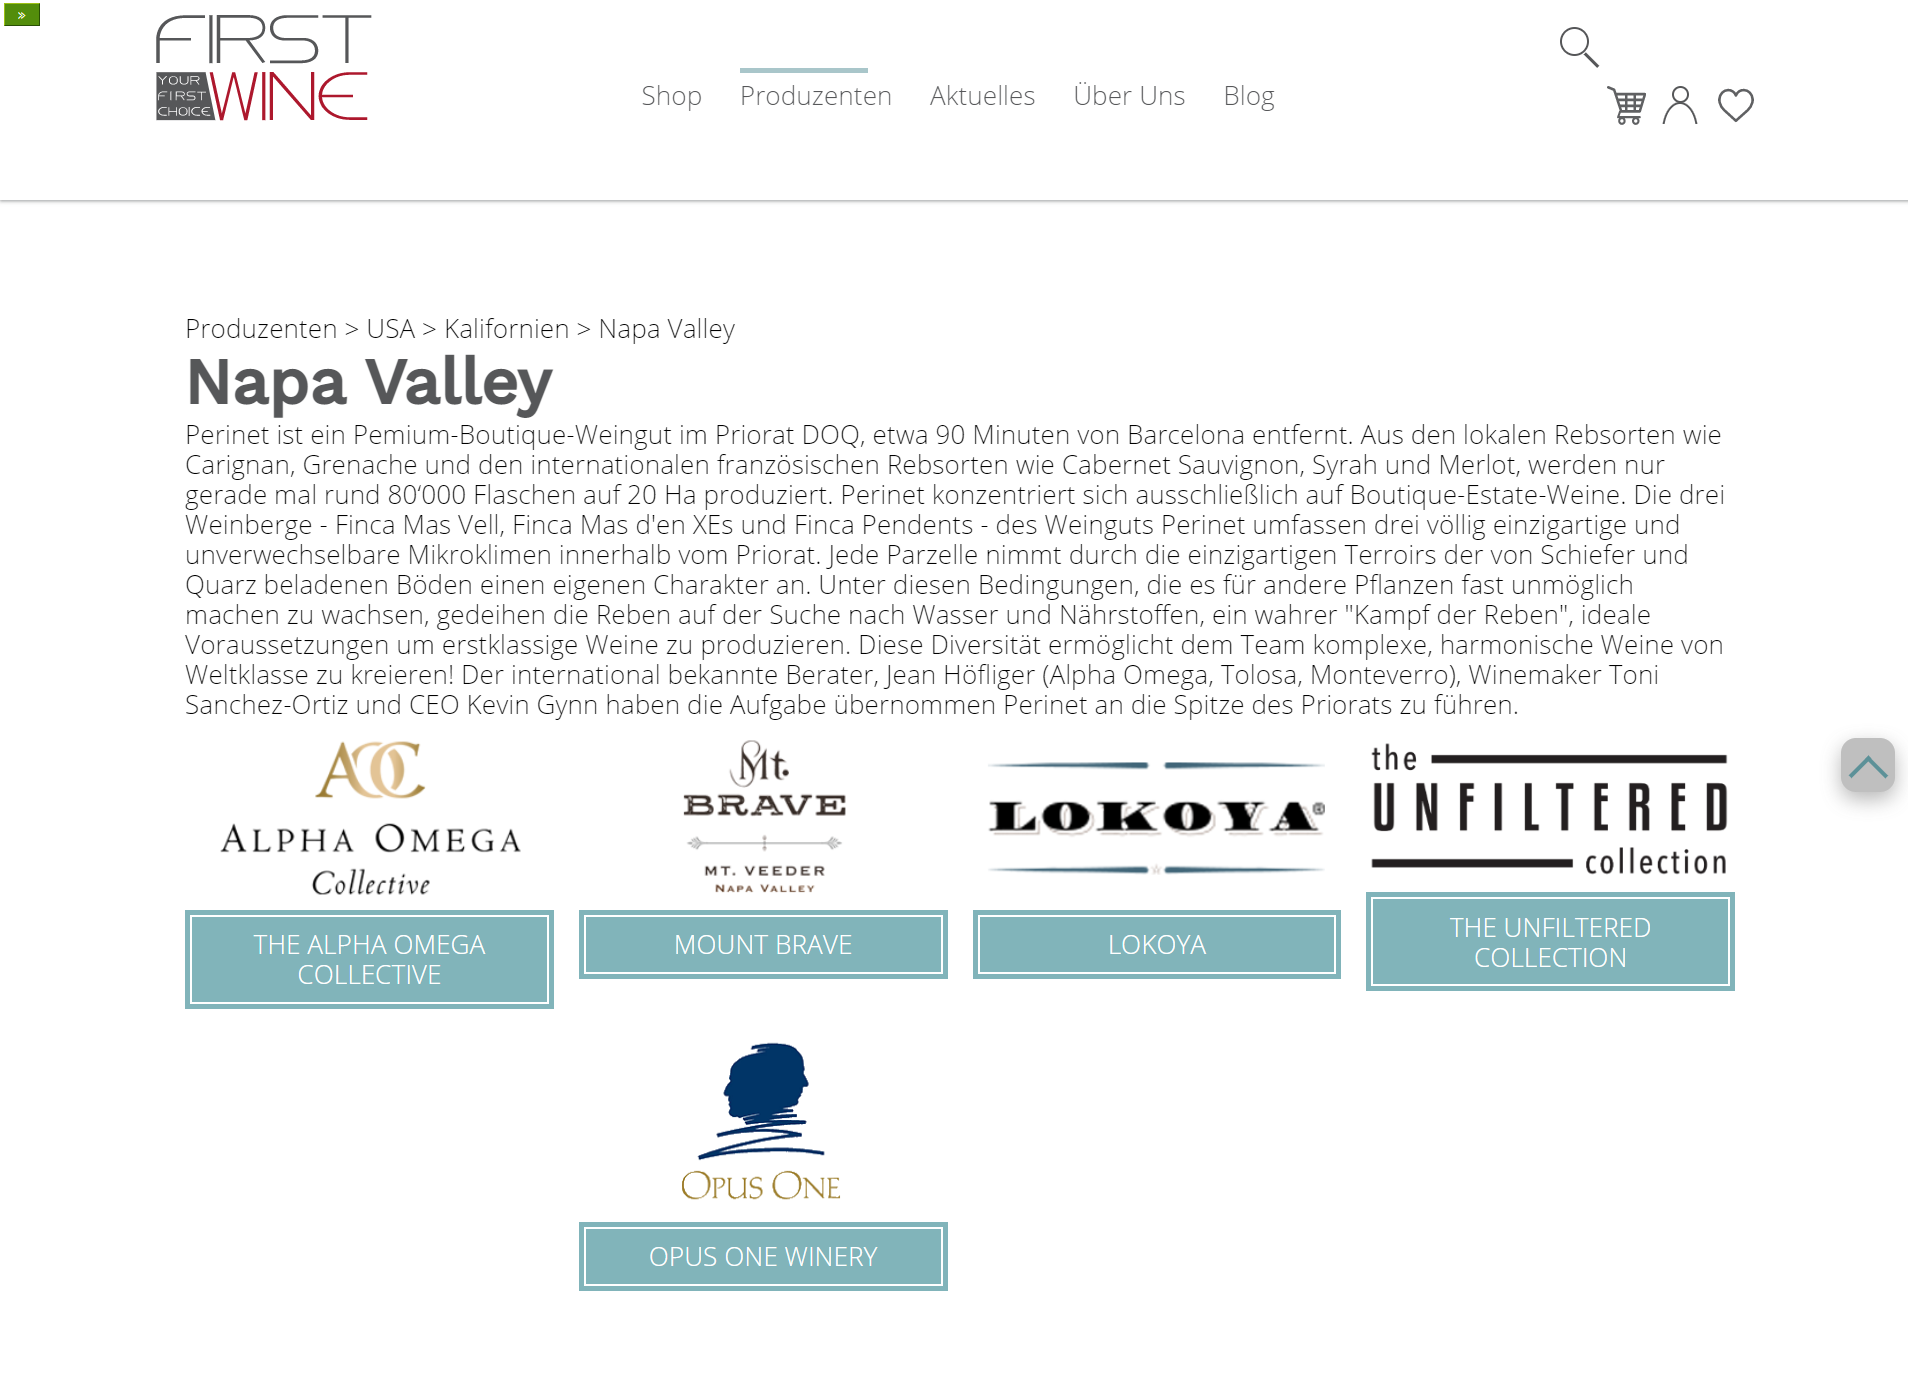 »
FIRST
YOUR
FIRST
CHOICE
WINE
Shop Produzenten Aktuelles Über Uns Blog
Produzenten > USA > Kalifornien > Napa Valley
Napa Valley
Perinet ist ein Pemium-Boutique-Weingut im Priorat DOQ, etwa 90 Minuten von Barcelona entfernt. Aus den lokalen Rebsorten wie
Carignan, Grenache und den internationalen französischen Rebsorten wie Cabernet Sauvignon, Syrah und Merlot, werden nur
gerade mal rund 80‘000 Flaschen auf 20 Ha produziert. Perinet konzentriert sich ausschließlich auf Boutique-Estate-Weine. Die drei
Weinberge - Finca Mas Vell, Finca Mas d'en XEs und Finca Pendents - des Weinguts Perinet umfassen drei völlig einzigartige und
unverwechselbare Mikroklimen innerhalb vom Priorat. Jede Parzelle nimmt durch die einzigartigen Terroirs der von Schiefer und
Quarz beladenen Böden einen eigenen Charakter an. Unter diesen Bedingungen, die es für andere Pflanzen fast unmöglich
machen zu wachsen, gedeihen die Reben auf der Suche nach Wasser und Nährstoffen, ein wahrer "Kampf der Reben", ideale
Voraussetzungen um erstklassige Weine zu produzieren. Diese Diversität ermöglicht dem Team komplexe, harmonische Weine von
Weltklasse zu kreieren! Der international bekannte Berater, Jean Höfliger (Alpha Omega, Tolosa, Monteverro), Winemaker Toni
Sanchez-Ortiz und CEO Kevin Gynn haben die Aufgabe übernommen Perinet an die Spitze des Priorats zu führen.
AOC
ALPHA OMEGA
Collective
THE ALPHA OMEGA
COLLECTIVE
Mt.
BRAVE
MT. VEEDER
NAPA VALLEY
MOUNT BRAVE
LOKOYA®
LOKOYA
the
UNFILTERED
collection
THE UNFILTERED
COLLECTION
OPUS ONE
OPUS ONE WINERY